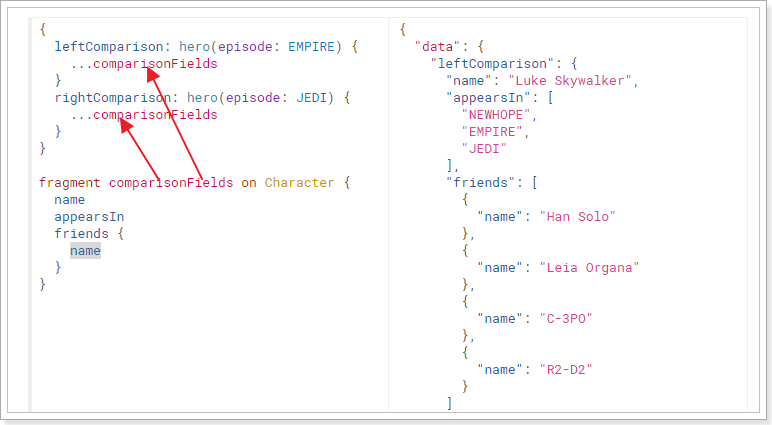 {
  leftComparison: hero(episode: EMPIRE) {
    ...comparisonFields
  }
  rightComparison: hero(episode: JEDI) {
    ...comparisonFields
  }
}
fragment comparisonFields on Character {
  name
  appearsIn
  friends {
    name
  }
}
{
  "data": {
    "leftComparison": {
      "name": "Luke Skywalker",
      "appearsIn": [
        "NEWHOPE",
        "EMPIRE",
        "JEDI"
      ],
      "friends": [
        {
          "name": "Han Solo"
        },
        {
          "name": "Leia Organa"
        },
        {
          "name": "C-3PO"
        },
        {
          "name": "R2-D2"
        }
      ]